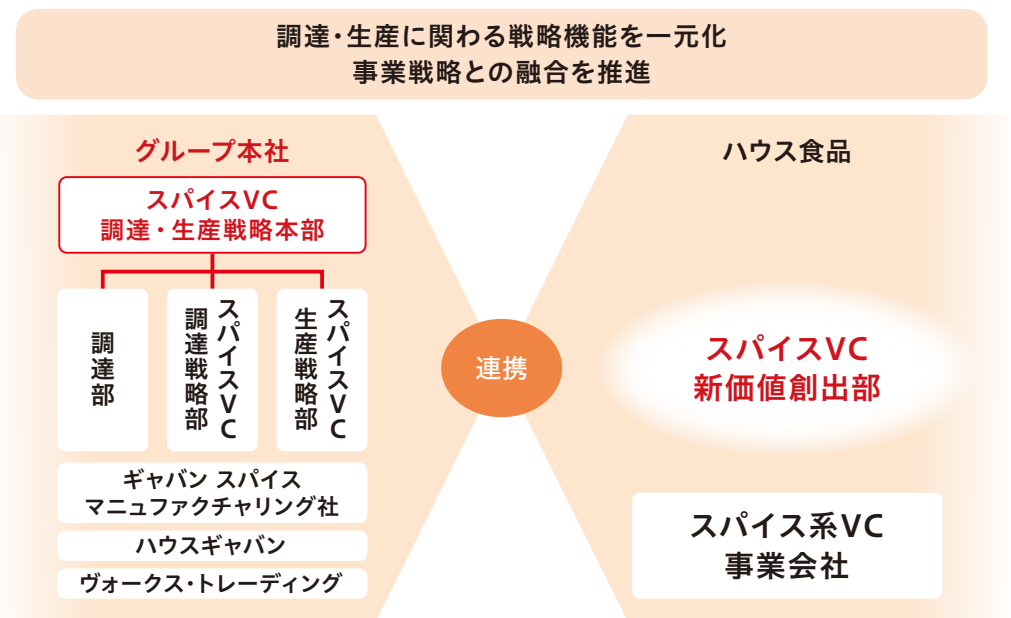 調達・生産に関わる戦略機能を一元化
事業戦略との融合を推進
グループ本社
スパイスVC
調達・生産戦略本部
調達部
スパイスVC
調達戦略部
スパイスVC
生産戦略部
ギャバン スパイス
マニュファクチャリング社
ハウスギャバン
ヴォークス・トレーディング
連携
ハウス食品
スパイスVC
新価値創出部
スパイス系VC
事業会社